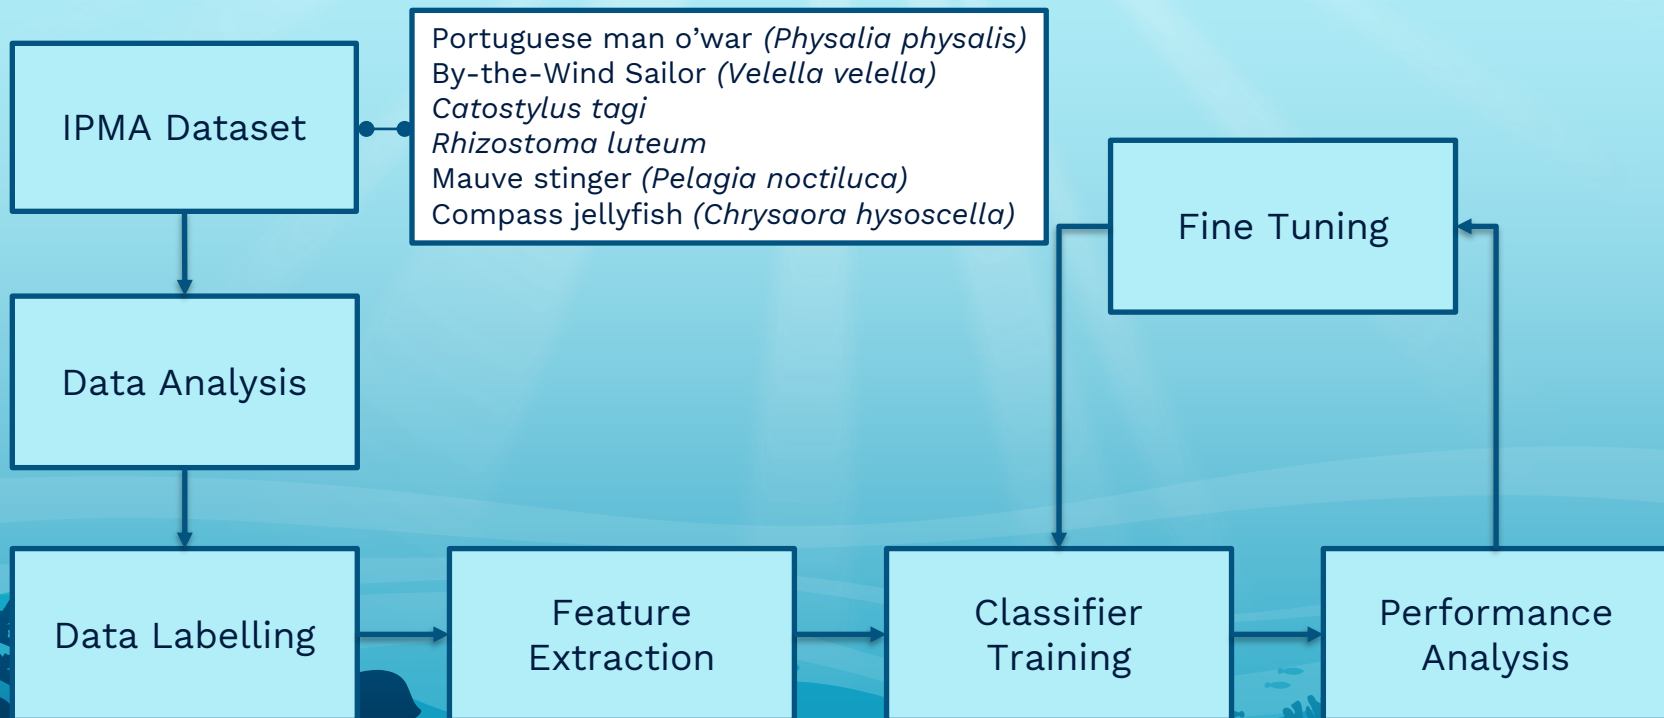 IPMA Dataset
Portuguese man o’war (Physalia physalis)
By-the-Wind Sailor (Velella velella)
Catostylus tagi
Rhizostoma luteum
Mauve stinger (Pelagia noctiluca)
Compass jellyfish (Chrysaora hysoscella)
Fine Tuning
Data Analysis
Data Labelling
Feature
Extraction
Classifier
Training
Performance
Analysis